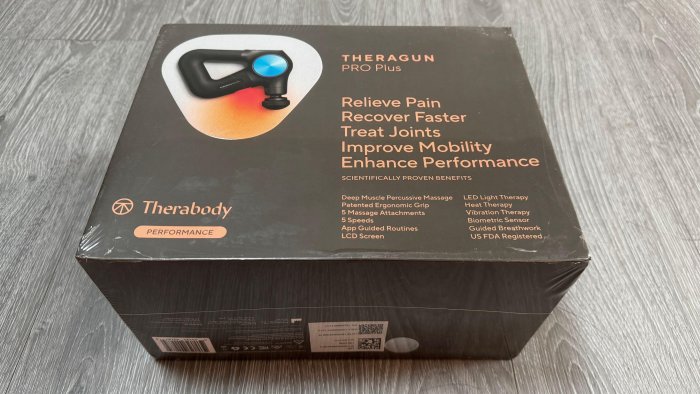 THERAGUN
PRO Plus
Relieve Pain
Recover Faster
Treat Joints
Improve Mobility
Enhance Performance
SCIENTIFICALLY PROVEN BENEFITS
Deep Muscle Percussive Massage
Patented Ergonomic Grip
5 Massage Attachments
5 Speeds
App Guided Routines
LCD Screen
LED Light Therapy
Heat Therapy
Vibration Therapy
Biometric Sensor
Guided Breathwork
US FDA Registered
Therabody
PERFORMANCE